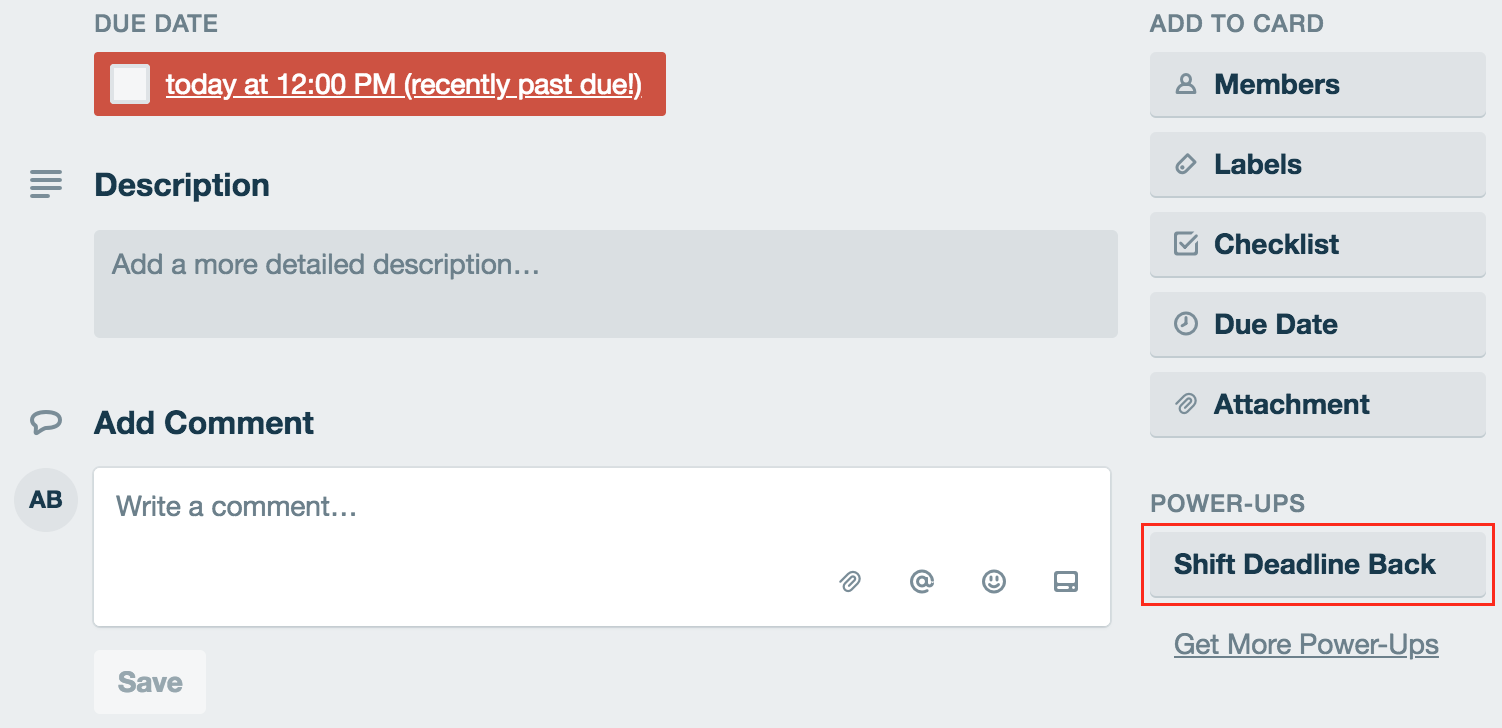 DUE DATE
today at 12:00 PM (recently past due!)
Description
Add a more detailed description…
Add Comment
AB
Write a comment…
Save
ADD TO CARD
Members
Labels
Checklist
Due Date
Attachment
POWER-UPS
Shift Deadline Back
Get More Power-Ups